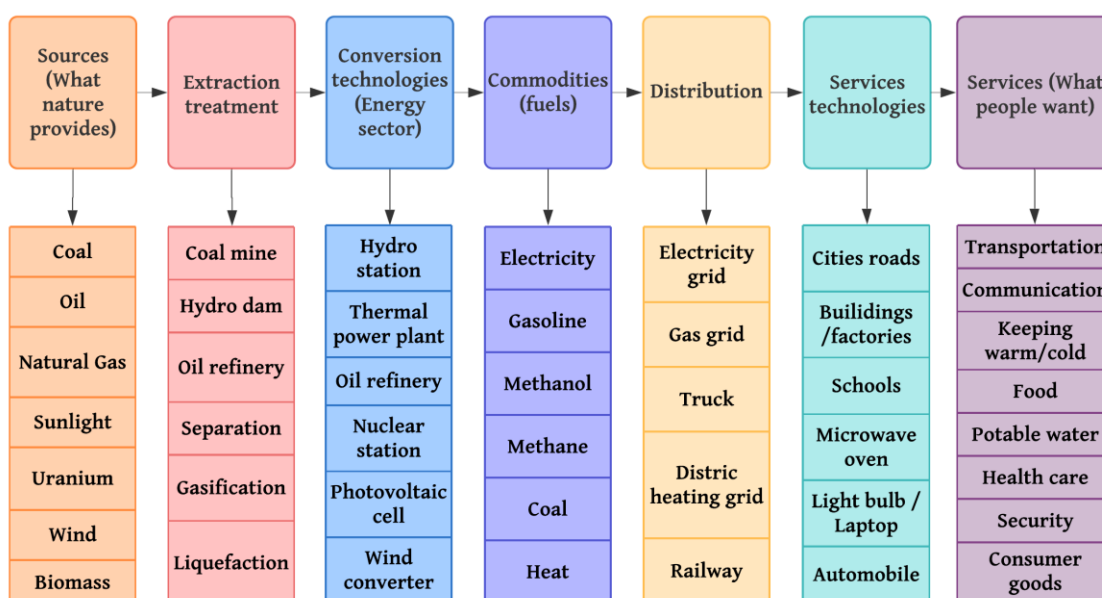 Sources
(What
nature
provides)
Extraction
treatment
Conversion
technologies
(Energy
sector)
Commodities
(fuels)
Distribution
Services
technologies
Services (What
people want)
Coal
Oil
Natural Gas
Sunlight
Uranium
Wind
Biomass
Coal mine
Hydro dam
Oil refinery
Separation
Gasification
Liquefaction
Hydro
station
Thermal
power plant
Oil refinery
Nuclear
station
Photovoltaic
cell
Wind
converter
Electricity
Gasoline
Methanol
Methane
Coal
Heat
Electricity
grid
Gas grid
Truck
Distric
heating grid
Railway
Cities roads
Builidings
/factories
Schools
Microwave
oven
Light bulb /
Laptop
Automobile
Transportation
Communication
Keeping
warm/cold
Food
Potable water
Health care
Security
Consumer
goods